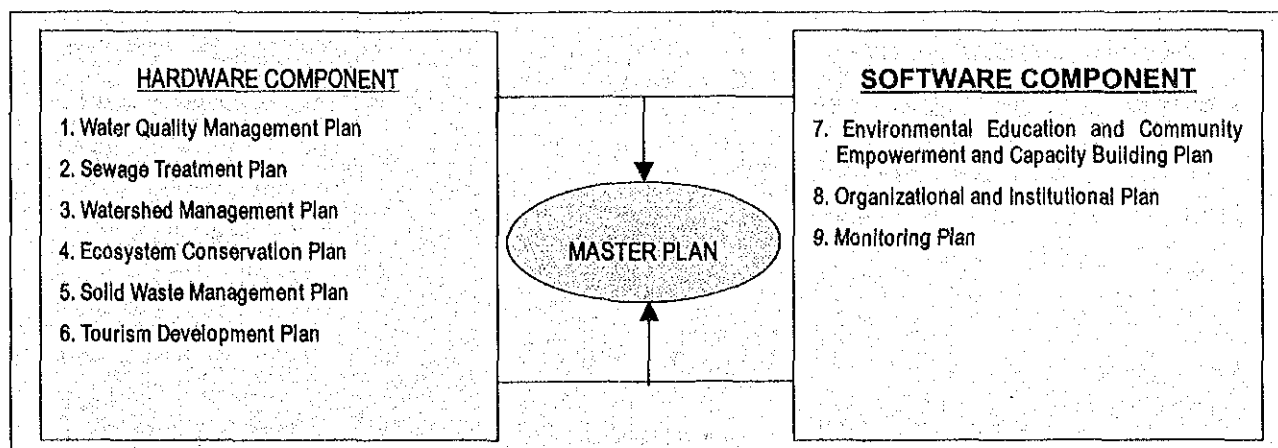 HARDWARE COMPONENT
1. Water Quality Management Plan
2. Sewage Treatment Plan
3. Watershed Management Plan
4. Ecosystem Conservation Plan
5. Solid Waste Management Plan
6. Tourism Development Plan
MASTER PLAN
SOFTWARE COMPONENT
7. Environmental Education and Community
Empowerment and Capacity Building Plan
8. Organizational and Institutional Plan
9. Monitoring Plan